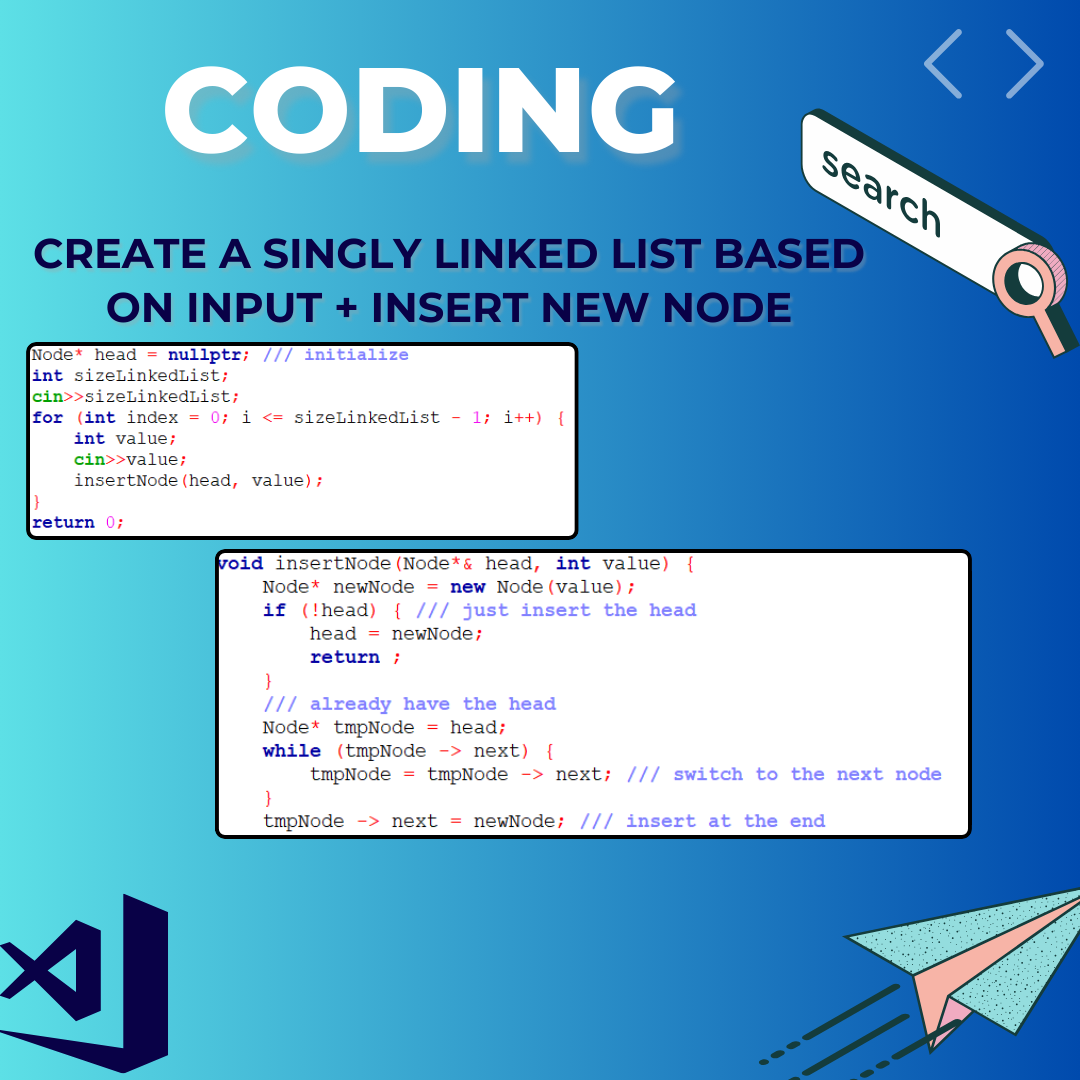 CODING
search
CREATE A SINGLY LINKED LIST BASED
ON INPUT + INSERT NEW NODE
Node* head = nullptr; /// initialize
int sizeLinkedList;
cin>>sizeLinkedList;
for (int index = 0; i <= sizeLinkedList - 1; i++) {
    int value;
    cin>>value;
    insertNode(head, value);
}
return 0;
void insertNode(Node*& head, int value) {
    Node* newNode = new Node(value);
    if (!head) { /// just insert the head
        head = newNode;
        return ;
    }
    /// already have the head
    Node* tmpNode = head;
    while (tmpNode -> next) {
        tmpNode = tmpNode -> next; /// switch to the next node
    }
    tmpNode -> next = newNode; /// insert at the end